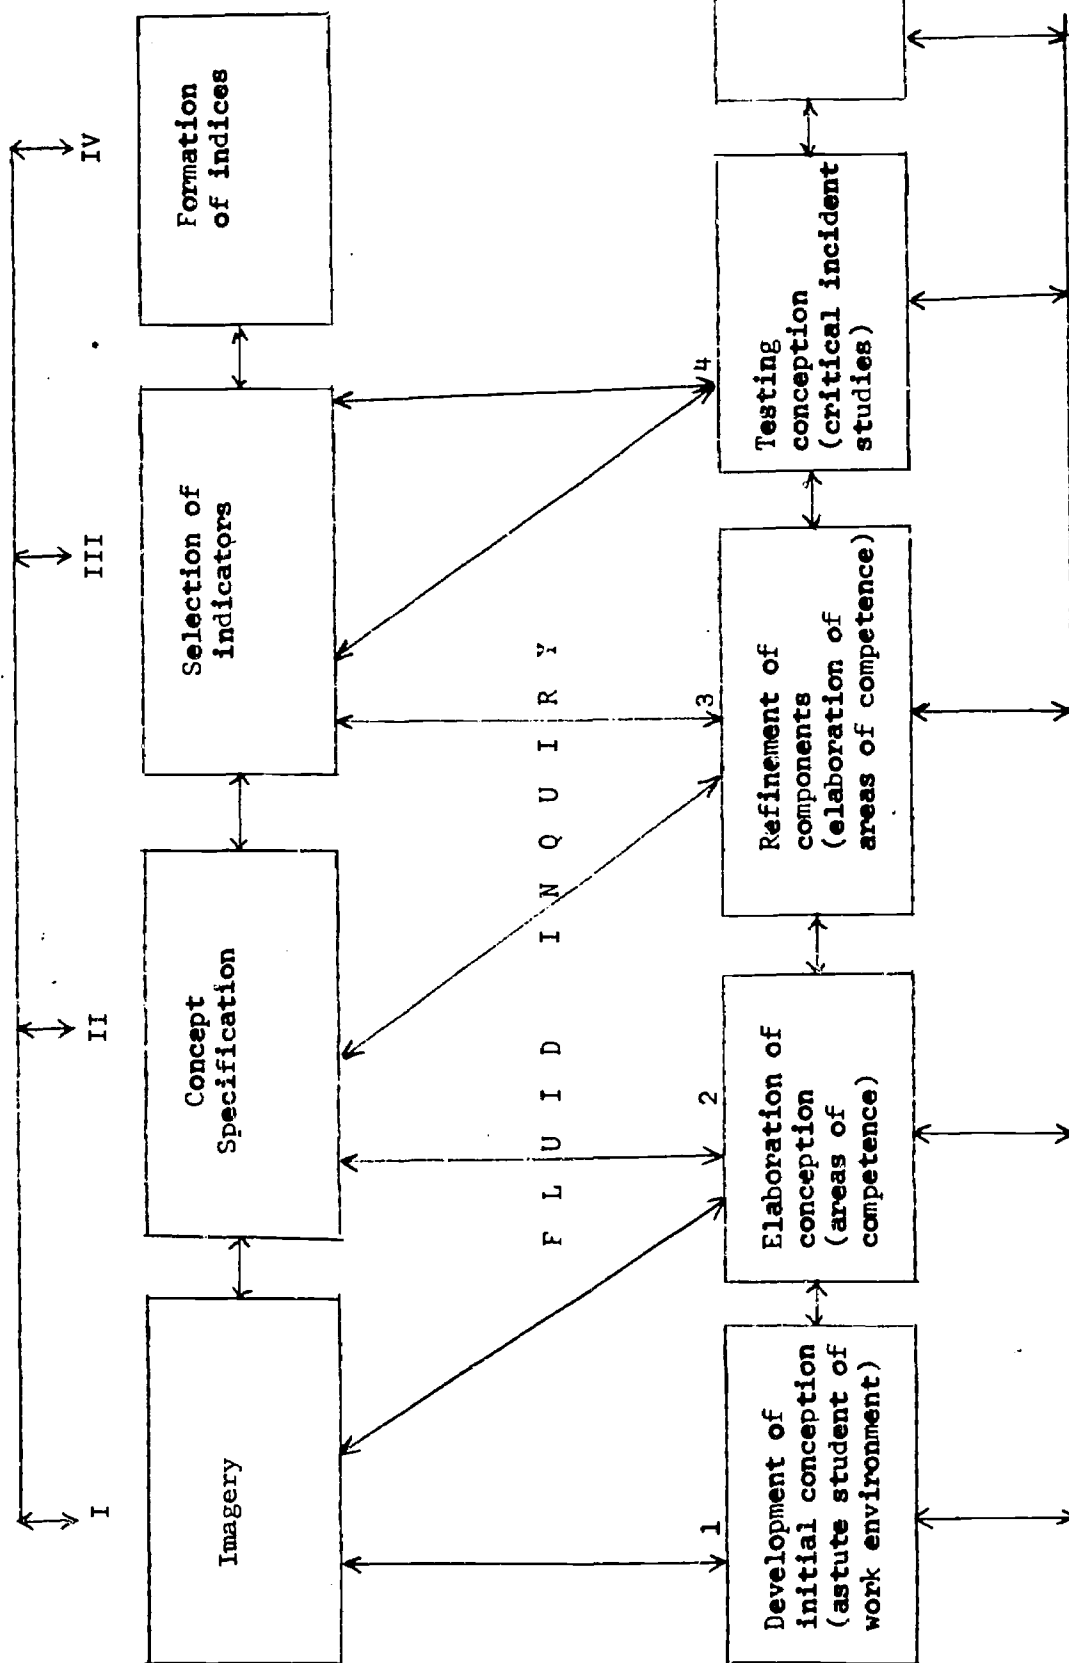 I
II
III
IV
Imagery
Concept
Specification
Selection of
indicators
Formation
of indices
FLUID INQUIRY
1
2
3
4
Development of
initial conception
(astute student of
work environment)
Elaboration of
conception
(areas of
competence)
Refinement of
components
(elaboration of
areas of competence)
Testing
conception
(critical incident
studies)